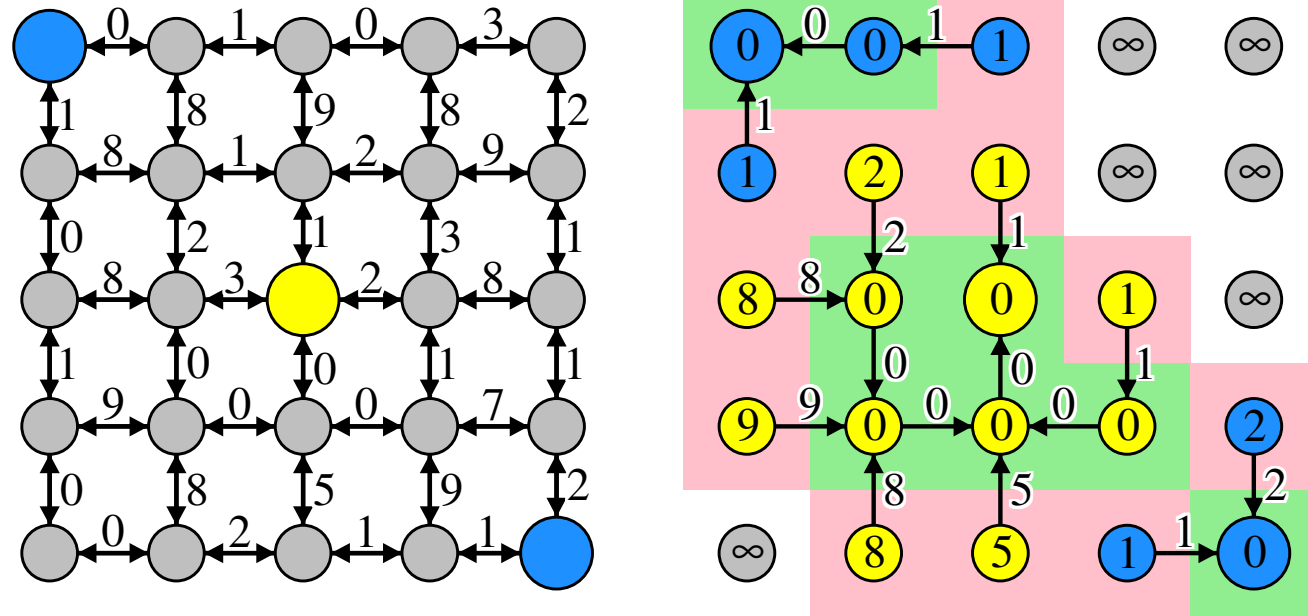 0 1 0 3 0 0 0 1 1 ∞ ∞
1 8 9 8 2 1
8 1 2 9 1 2 1 ∞ ∞
0 2 1 3 1 2 1
8 3 2 8 8 8 0 0 1 ∞
1 0 0 1 1 0 0 1
9 0 0 7 9 9 0 0 0 0 0 2
0 8 5 9 2 8 5 2
0 2 1 1 ∞ 8 5 1 1 0